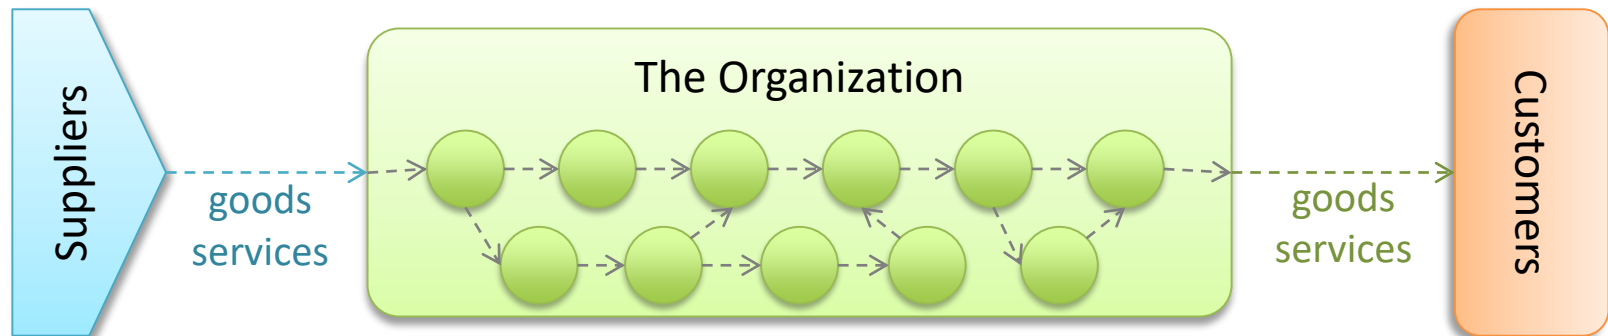 Suppliers
goods
services
The Organization
goods
services
Customers